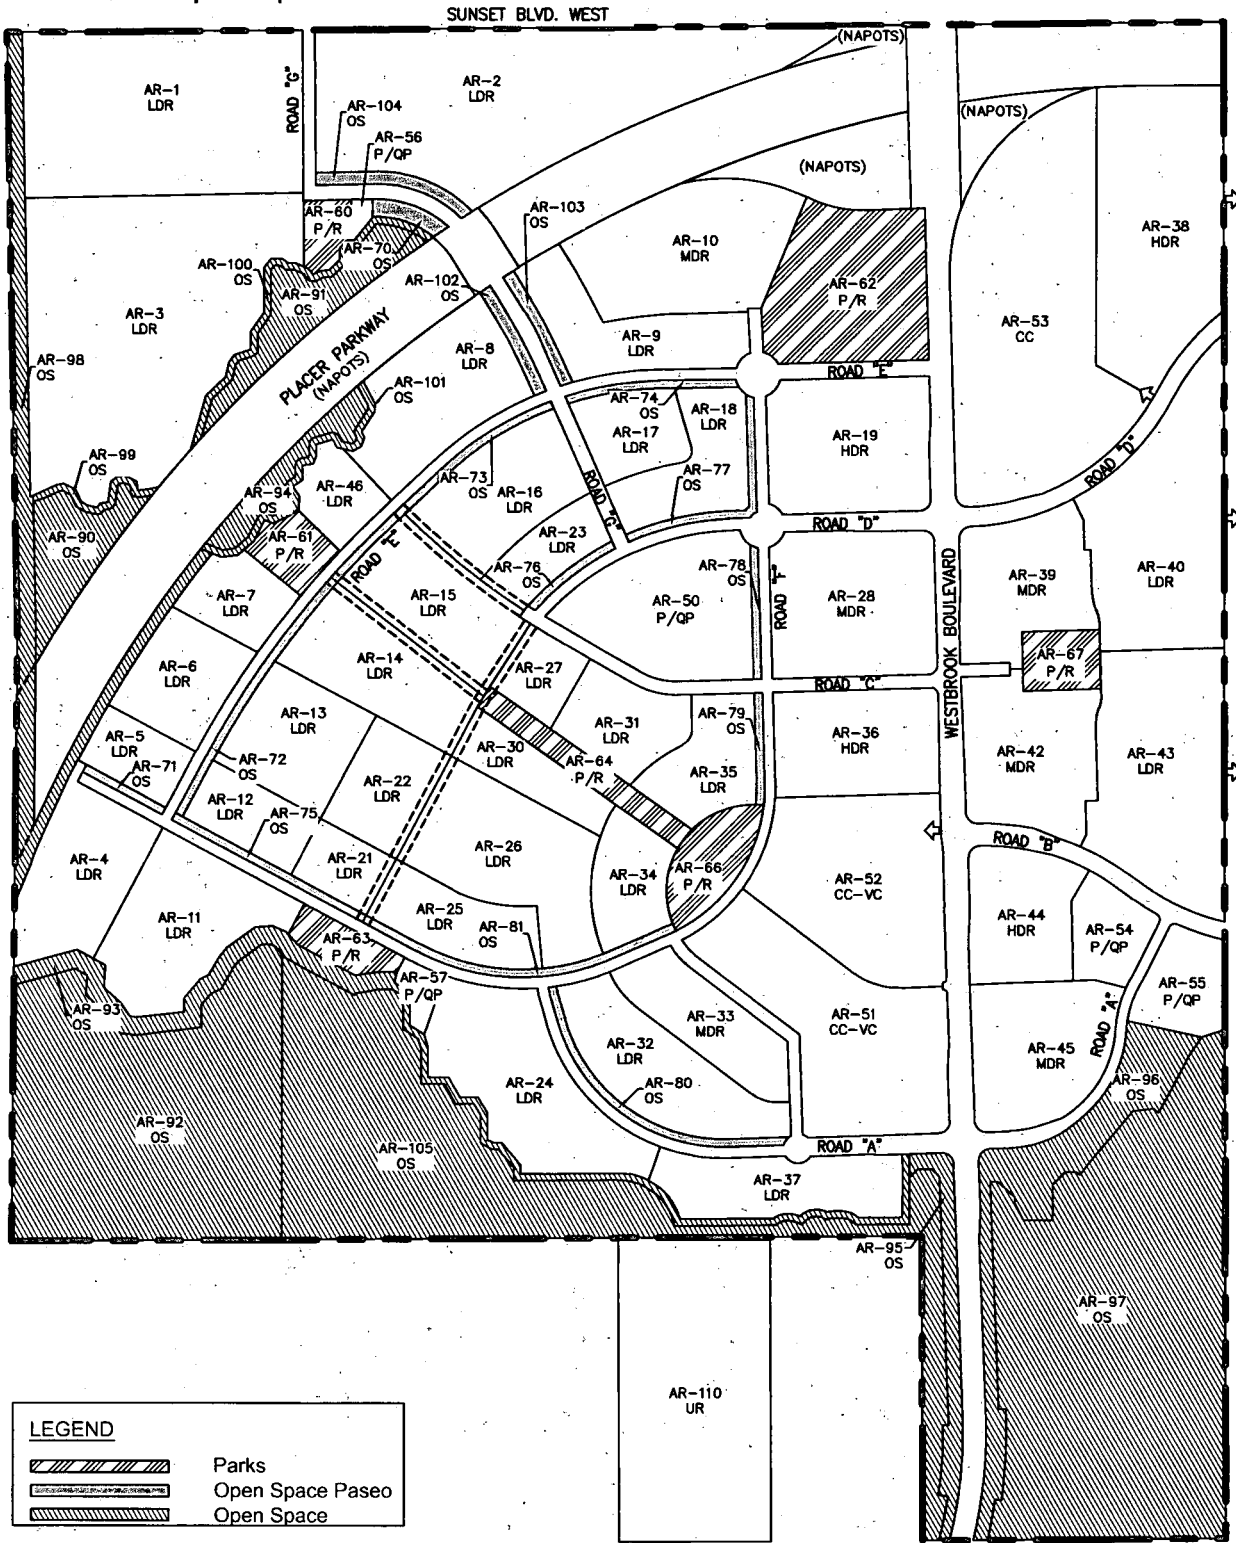 SUNSET BLVD. WEST
(NAPOTS)
AR-1
LDR
ROAD "G"
AR-2
LDR
AR-104
OS
AR-56
P/QP
(NAPOTS)
(NAPOTS)
AR-60
P/R
AR-70
OS
AR-103
OS
AR-10
MDR
AR-38
HDR
AR-100
OS
AR-91
OS
AR-102
OS
AR-62
P/R
AR-3
LDR
AR-53
CC
AR-98
OS
PLACER PARKWAY
(NAPOTS)
AR-8
LDR
AR-9
LDR
ROAD "E"
AR-101
OS
AR-74
OS
AR-18
LDR
AR-17
LDR
AR-19
HDR
AR-99
OS
AR-73
OS
AR-16
LDR
AR-77
OS
ROAD "D"
AR-46
LDR
AR-94
OS
ROAD "G"
AR-90
OS
AR-61
P/R
ROAD "E"
AR-23
LDR
ROAD "D"
AR-76
OS
AR-78
OS
AR-39
MDR
AR-40
LDR
AR-7
LDR
AR-15
LDR
AR-50
P/QP
ROAD "F"
AR-28
MDR
WESTBROOK BOULEVARD
AR-6
LDR
AR-14
LDR
AR-27
LDR
AR-67
P/R
ROAD "C"
AR-13
LDR
AR-79
OS
AR-5
LDR
AR-71
OS
AR-72
OS
AR-30
LDR
AR-31
LDR
AR-36
HDR
AR-42
MDR
AR-43
LDR
AR-64
P/R
AR-35
LDR
AR-22
LDR
AR-12
LDR
AR-75
OS
AR-4
LDR
AR-21
LDR
AR-26
LDR
AR-34
LDR
AR-66
P/R
AR-52
CC-VC
ROAD "B"
AR-11
LDR
AR-25
LDR
AR-81
OS
AR-44
HDR
AR-54
P/QP
AR-63
P/R
AR-57
P/QP
AR-55
P/QP
AR-93
OS
AR-33
MDR
AR-51
CC-VC
ROAD "A"
AR-32
LDR
AR-45
MDR
AR-24
LDR
AR-80
OS
AR-96
OS
AR-92
OS
AR-105
OS
ROAD "A"
AR-37
LDR
AR-95
OS
AR-97
OS
AR-110
UR
LEGEND
Parks
Open Space Paseo
Open Space